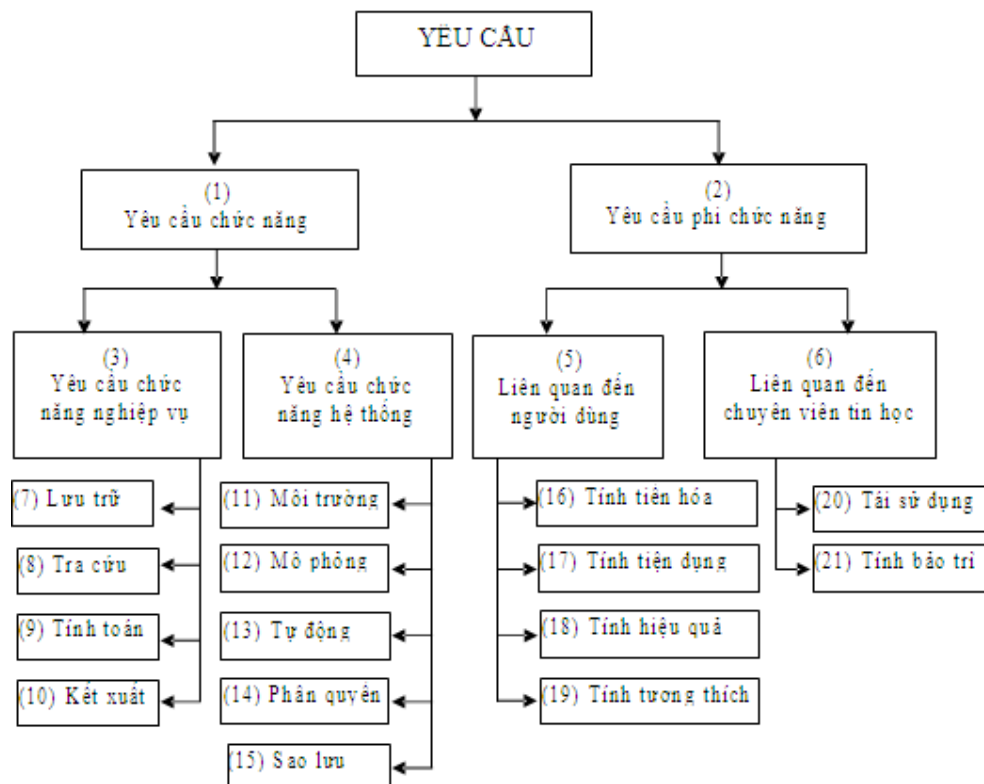 YÊU CẦU
(1)
Yêu cầu chức năng
(2)
Yêu cầu phi chức năng
(3)
Yêu cầu chức
năng nghiệp vụ
(4)
Yêu cầu chức
năng hệ thống
(5)
Liên quan đến
người dùng
(6)
Liên quan đến
chuyên viên tin học
(7) Lưu trữ
(8) Tra cứu
(9) Tính toán
(10) Kết xuất
(11) Môi trường
(12) Mô phỏng
(13) Tự động
(14) Phân quyền
(15) Sao lưu
(16) Tính tiến hóa
(17) Tính tiện dụng
(18) Tính hiệu quả
(19) Tính tương thích
(20) Tái sử dụng
(21) Tính bảo trì